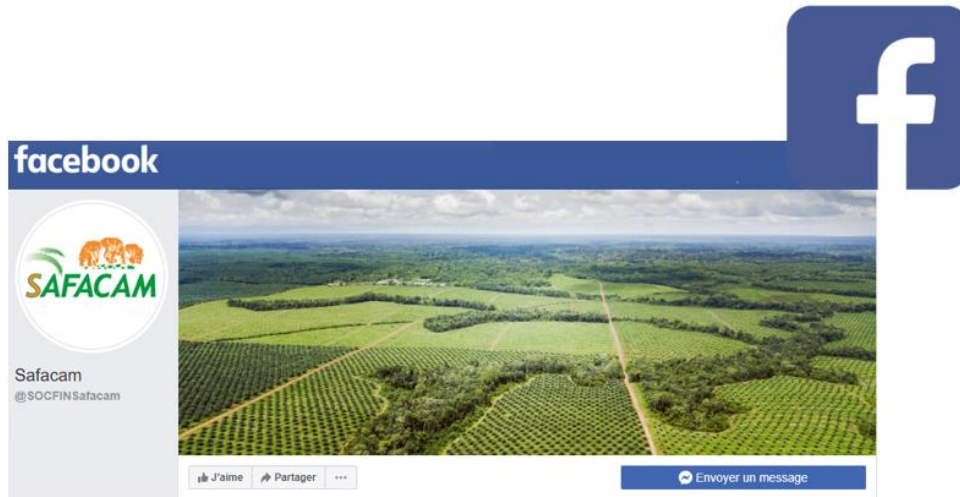 facebook
SAFACAM
Safacam
@SOCFINSafacam
J'aime
Partager
Envoyer un message